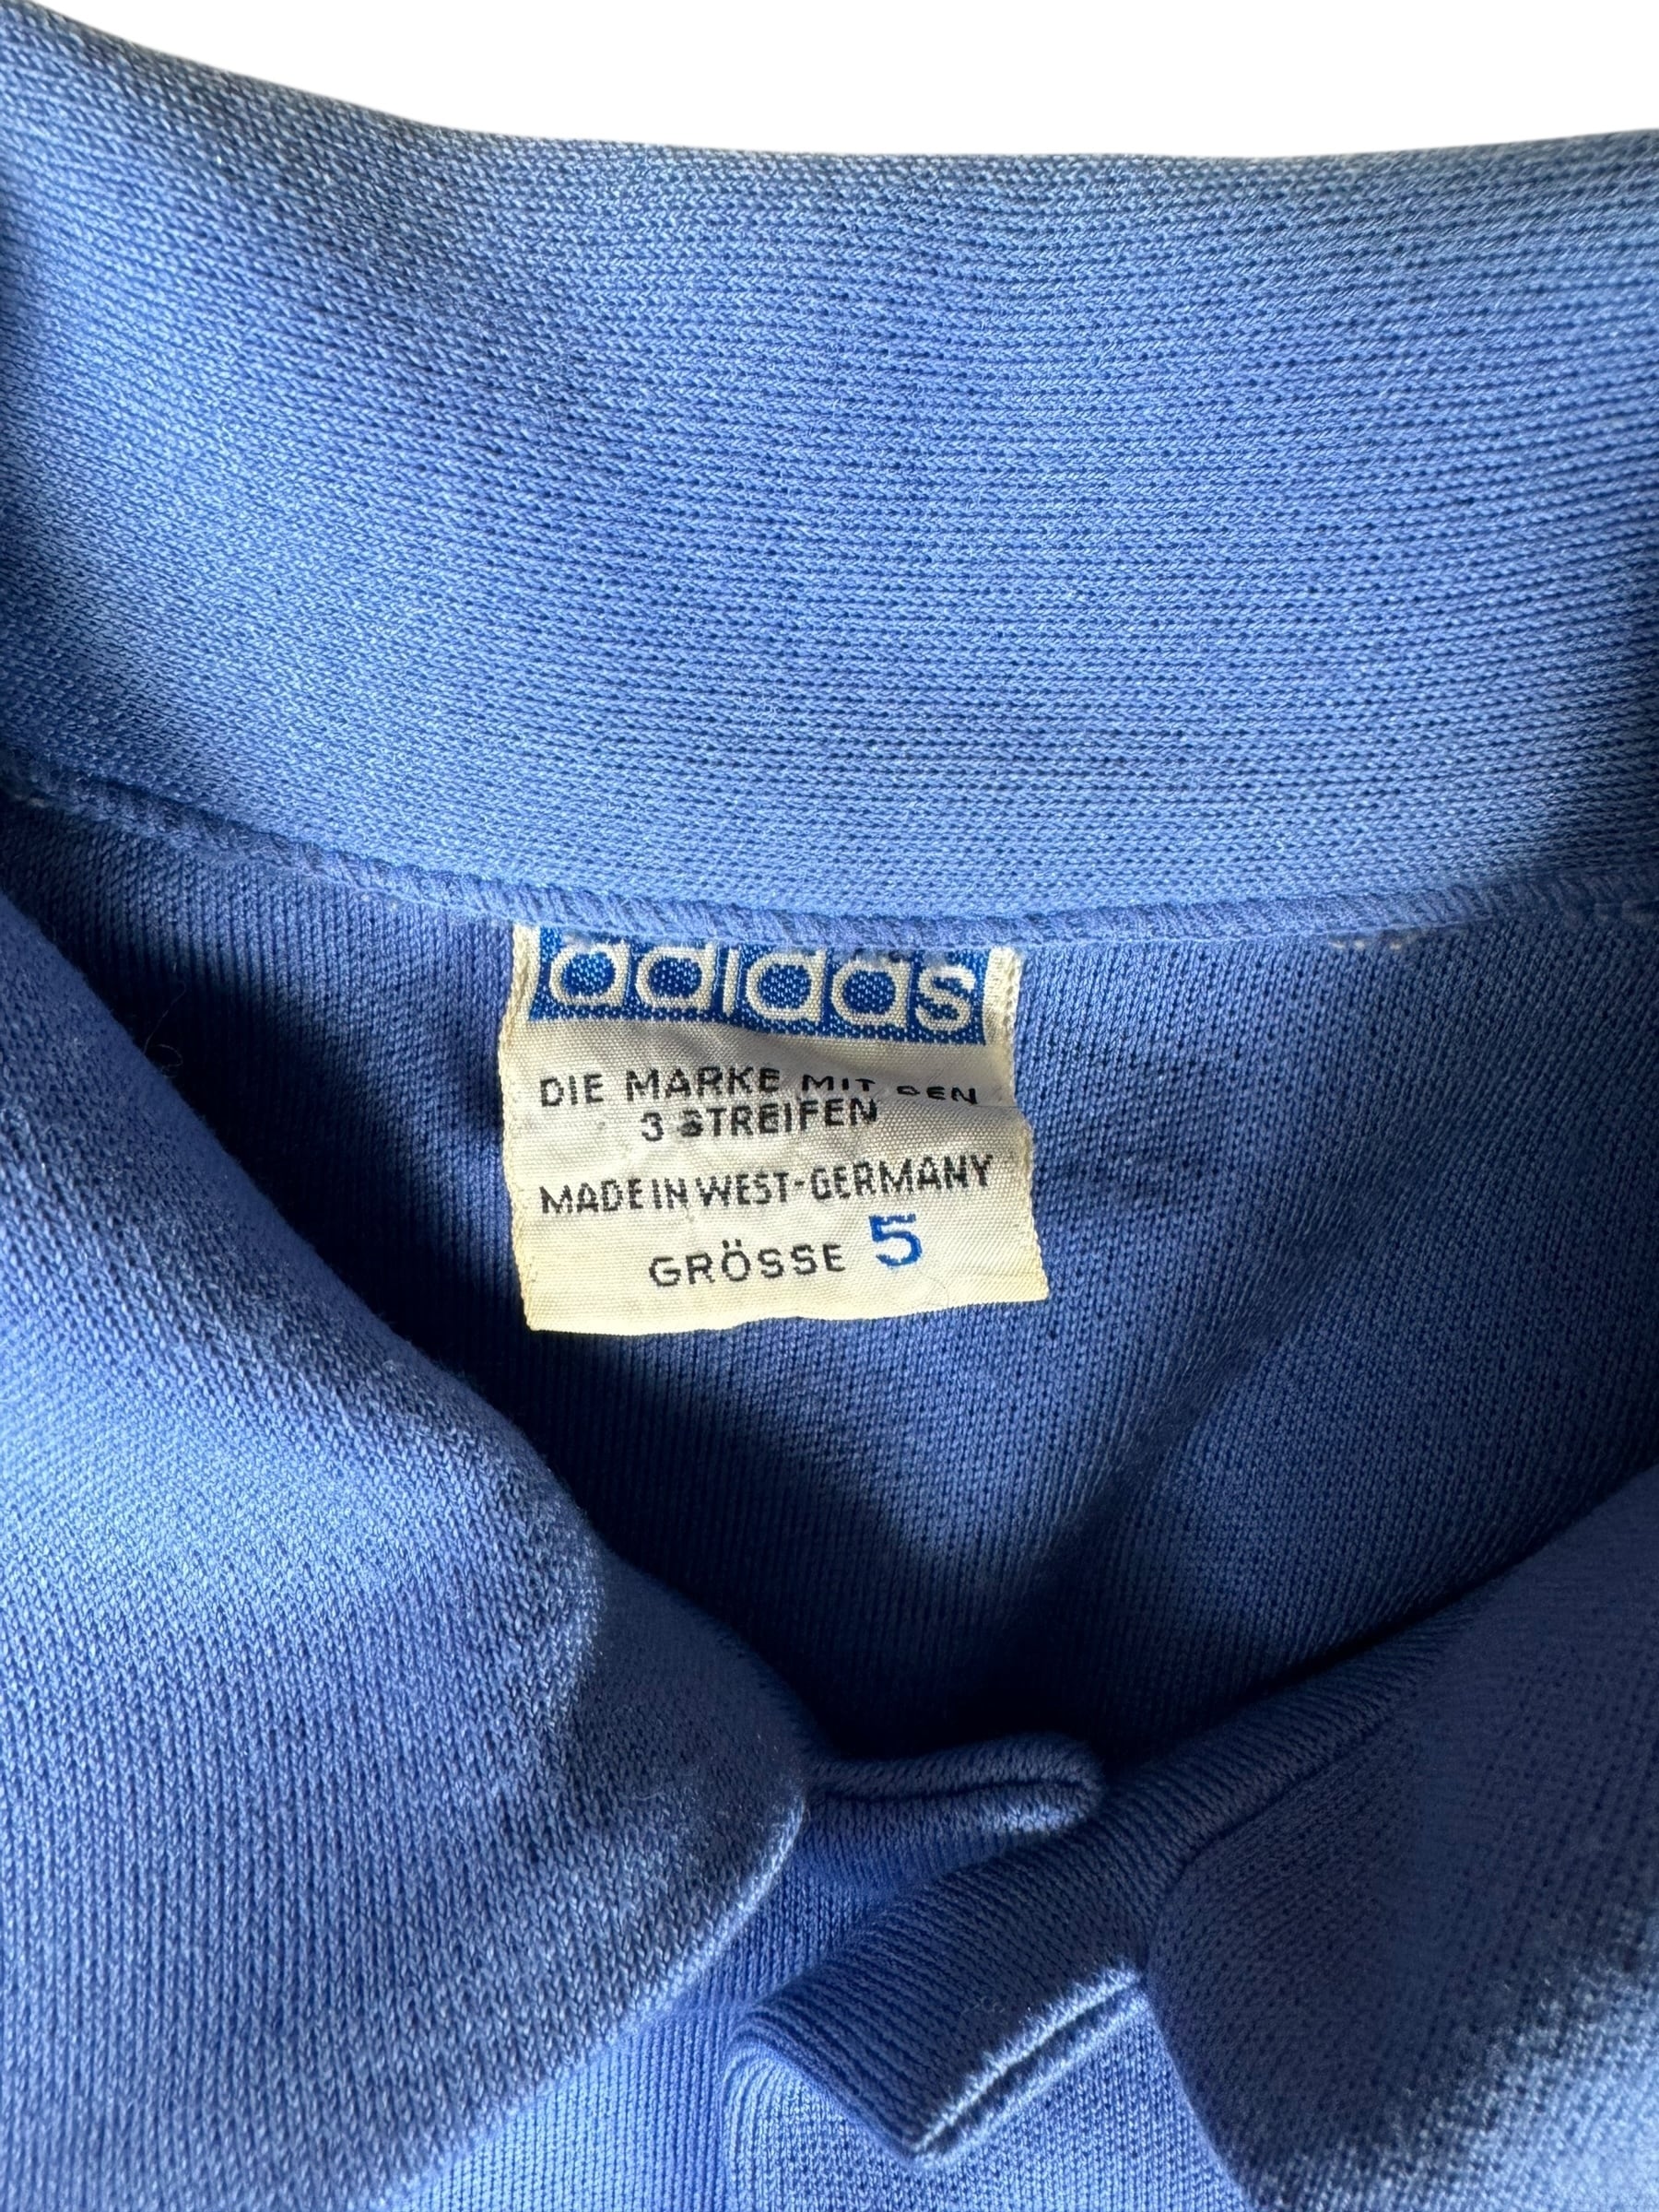 adidas
DIE MARKE MIT DEN
3 STREIFEN
MADE IN WEST-GERMANY
GRÖSSE 5